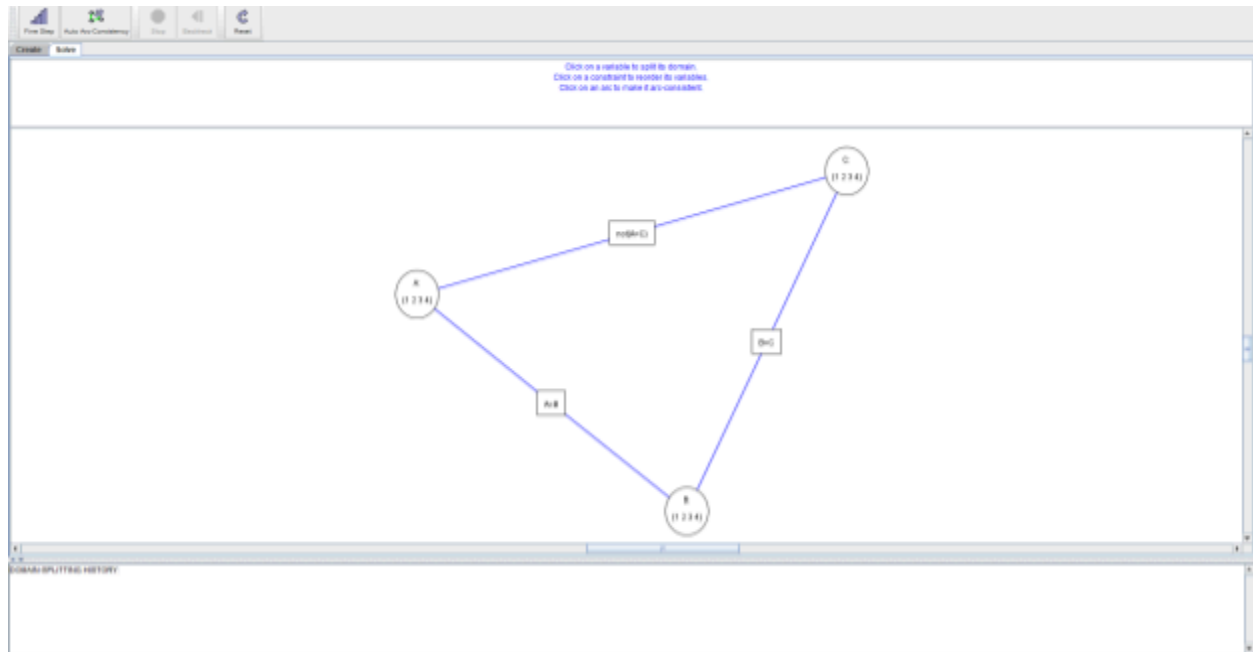 Fine Step Auto Arc-Consistency Stop Backtrack Reset
Create Solve
Click on a variable to split its domain.
Click on a constraint to reorder its variables.
Click on an arc to make it arc-consistent.
C
(1 2 3 4)
A
(1 2 3 4)
B
(1 2 3 4)
DOMAIN-SPLITTING HISTORY: